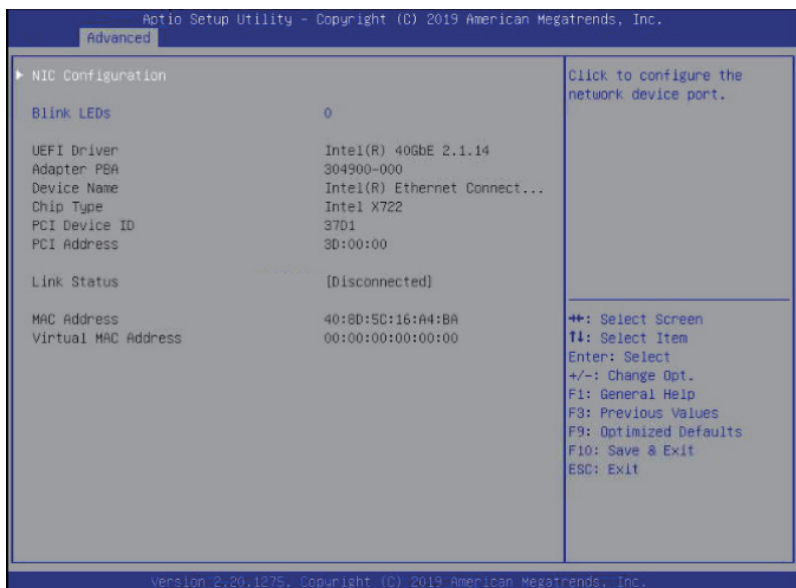 Aptio Setup Utility - Copyright (C) 2019 American Megatrends, Inc.
Advanced
NIC Configuration
Blink LEDs 0
UEFI Driver Intel(R) 40GbE 2.1.14
Adapter PBA 304900-000
Device Name Intel(R) Ethernet Connect...
Chip Type Intel X722
PCI Device ID 37D1
PCI Address 3D:00:00
Link Status [Disconnected]
MAC Address 40:8D:5C:16:A4:BA
Virtual MAC Address 00:00:00:00:00:00
Click to configure the
network device port.
→←: Select Screen
↑↓: Select Item
Enter: Select
+/-: Change Opt.
F1: General Help
F3: Previous Values
F9: Optimized Defaults
F10: Save & Exit
ESC: Exit
Version 2.20.1275. Copyright (C) 2019 American Megatrends, Inc.